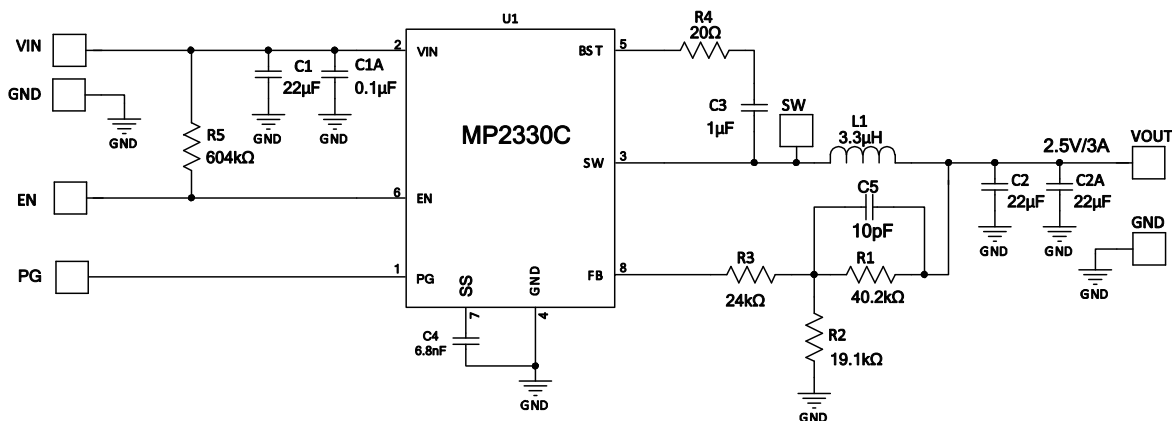 U1
VIN
GND
GND
R5
604kΩ
EN
PG
C1
22µF
GND
C1A
0.1µF
GND
2
VIN
6
EN
1
PG
MP2330C
BST
5
SW
3
FB
8
SS
7
GND
4
C4
6.8nF
GND
R4
20Ω
C3
1µF
SW
L1
3.3µH
C5
10pF
R3
24kΩ
R1
40.2kΩ
R2
19.1kΩ
GND
2.5V/3A
VOUT
C2
22µF
GND
C2A
22µF
GND
GND
GND